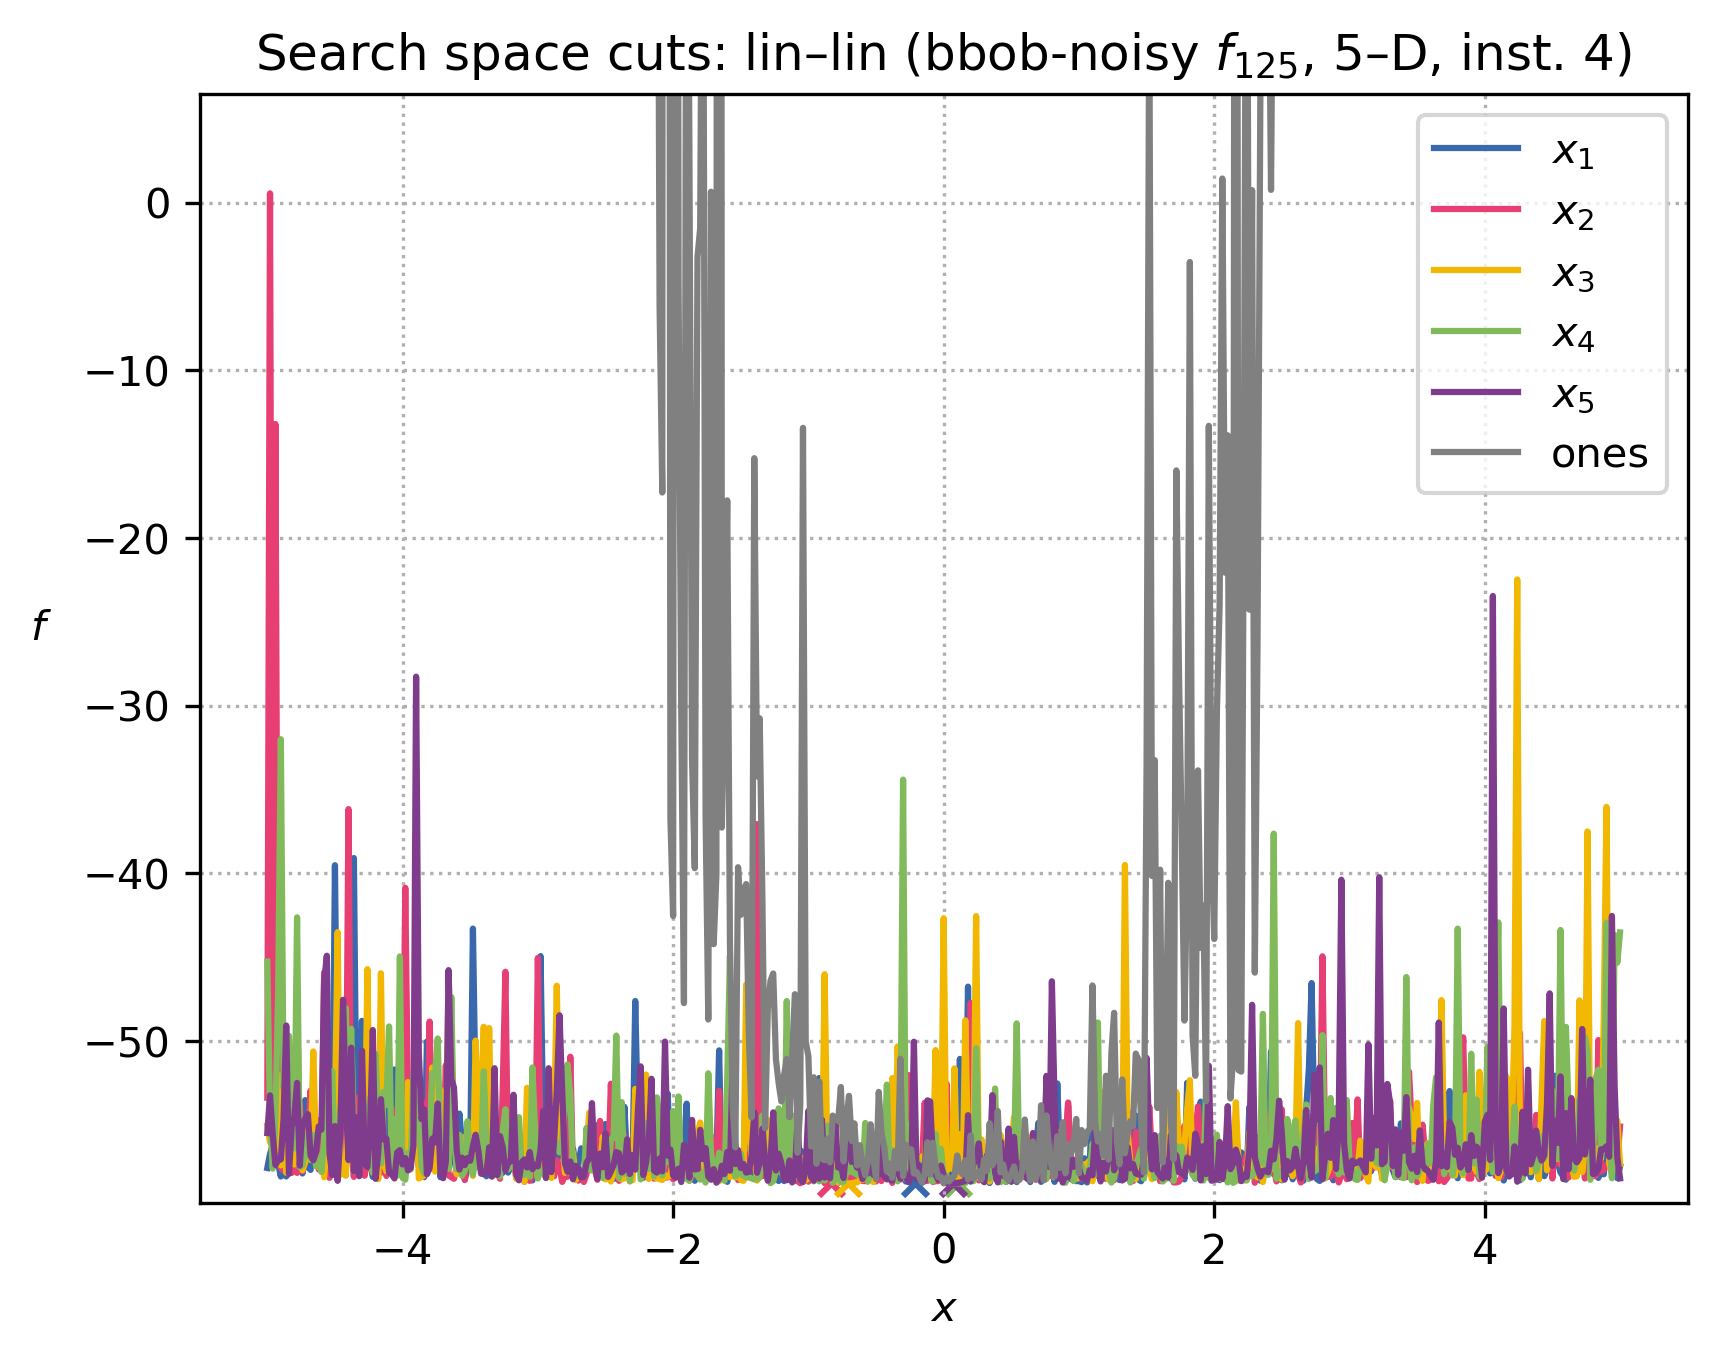 Search space cuts: lin–lin (bbob-noisy f₁₂₅, 5–D, inst. 4)
x₁
x₂
x₃
x₄
x₅
ones
0
−10
−20
−30
−40
−50
f
−4
−2
0
2
4
x